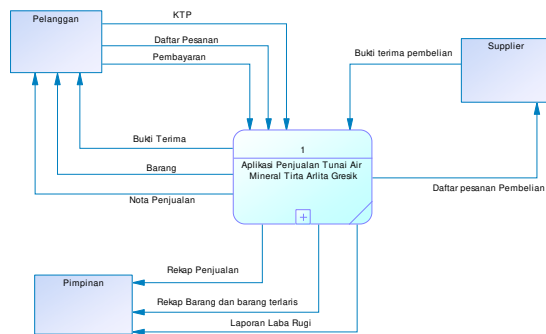 Pelanggan
KTP
Daftar Pesanan
Pembayaran
Bukti terima pembelian
Supplier
Bukti Terima
Barang
Nota Penjualan
1
Aplikasi Penjualan Tunai Air
Mineral Tirta Arlita Gresik
Daftar pesanan Pembelian
Pimpinan
Rekap Penjualan
Rekap Barang dan barang terlaris
Laporan Laba Rugi